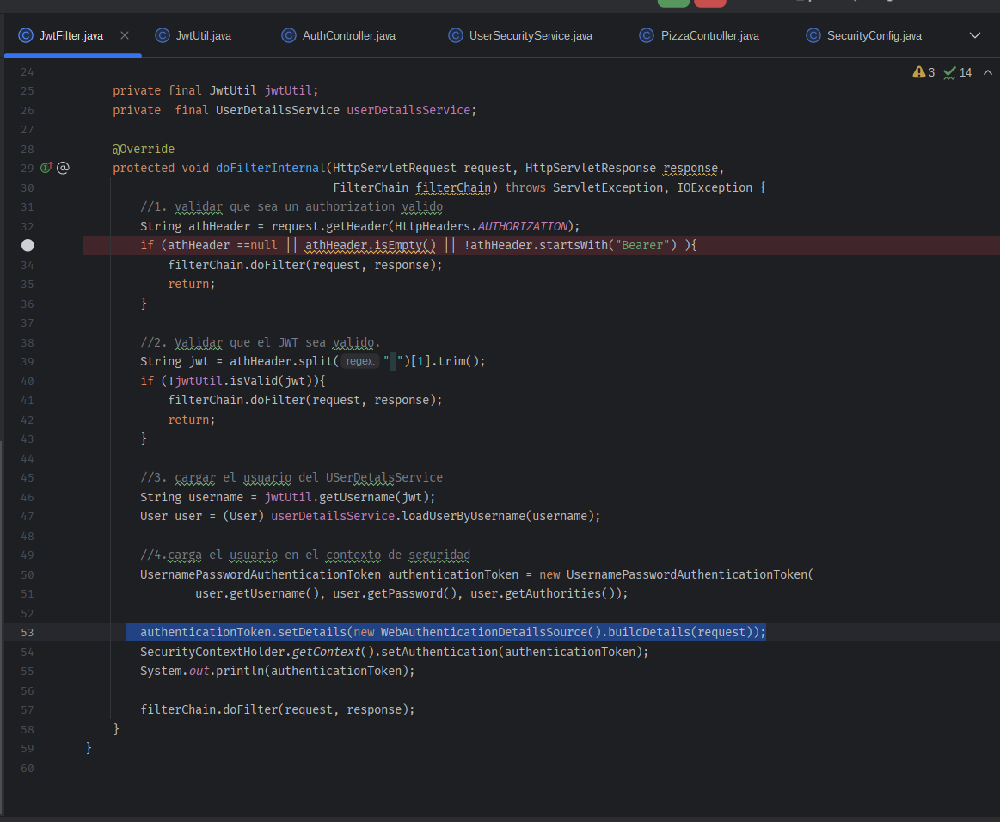 JwtFilter.java
JwtUtil.java
AuthController.java
UserSecurityService.java
PizzaController.java
SecurityConfig.java
3
14
24
25 private final JwtUtil jwtUtil;
26 private  final UserDetailsService userDetailsService;
27
28 @Override
29 @ protected void doFilterInternal(HttpServletRequest request, HttpServletResponse response,
30 FilterChain filterChain) throws ServletException, IOException {
31 //1. validar que sea un authorization valido
32 String athHeader = request.getHeader(HttpHeaders.AUTHORIZATION);
if (athHeader ==null || athHeader.isEmpty() || !athHeader.startsWith("Bearer") ){
34 filterChain.doFilter(request, response);
35 return;
36 }
37
38 //2. Validar que el JWT sea valido.
39 String jwt = athHeader.split( regex: " ")[1].trim();
40 if (!jwtUtil.isValid(jwt)){
41 filterChain.doFilter(request, response);
42 return;
43 }
44
45 //3. cargar el usuario del USerDetalsService
46 String username = jwtUtil.getUsername(jwt);
47 User user = (User) userDetailsService.loadUserByUsername(username);
48
49 //4.carga el usuario en el contexto de seguridad
50 UsernamePasswordAuthenticationToken authenticationToken = new UsernamePasswordAuthenticationToken(
51 user.getUsername(), user.getPassword(), user.getAuthorities());
52
53 authenticationToken.setDetails(new WebAuthenticationDetailsSource().buildDetails(request));
54 SecurityContextHolder.getContext().setAuthentication(authenticationToken);
55 System.out.println(authenticationToken);
56
57 filterChain.doFilter(request, response);
58 }
59 }
60